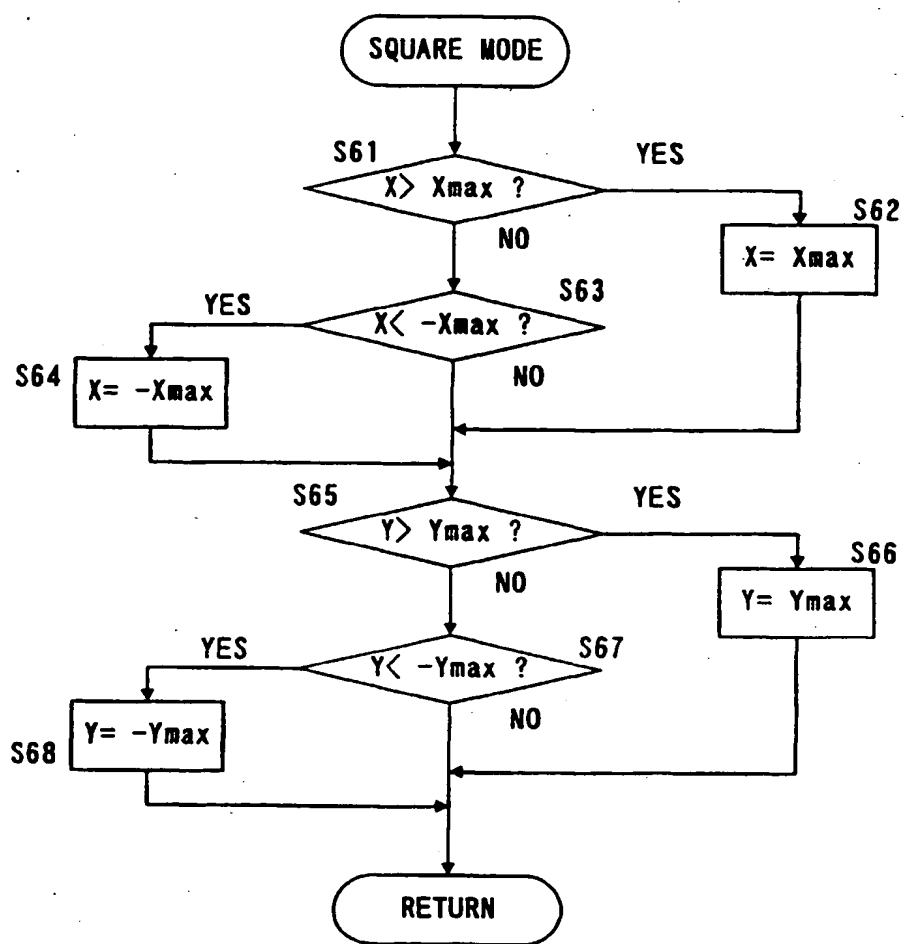 SQUARE MODE
S61
YES
X> Xmax ?
S62
NO
X= Xmax
S63
YES
X< -Xmax ?
S64
NO
X= -Xmax
S65
YES
Y> Ymax ?
S66
NO
Y= Ymax
YES
S67
Y< -Ymax ?
NO
Y= -Ymax
S68
RETURN